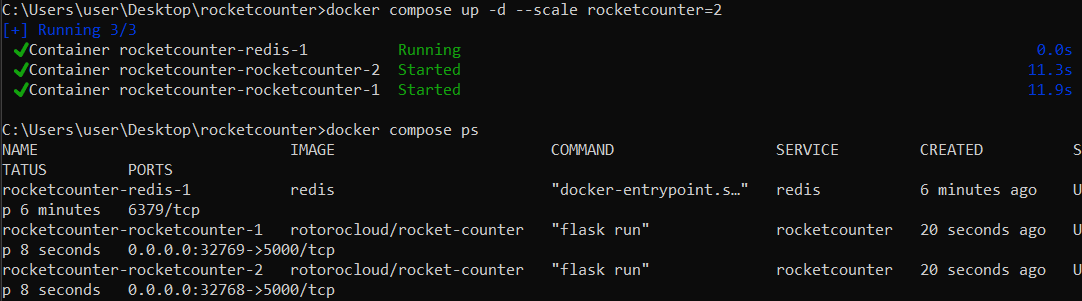 C:\Users\user\Desktop\rocketcounter>docker compose up -d --scale rocketcounter=2
[+] Running 3/3
✔Container rocketcounter-redis-1 Running 0.0s
✔Container rocketcounter-rocketcounter-2 Started 11.3s
✔Container rocketcounter-rocketcounter-1 Started 11.9s
C:\Users\user\Desktop\rocketcounter>docker compose ps
NAME IMAGE COMMAND SERVICE CREATED S
TATUS PORTS
rocketcounter-redis-1 redis "docker-entrypoint.s…" redis 6 minutes ago U
p 6 minutes 6379/tcp
rocketcounter-rocketcounter-1 rotorocloud/rocket-counter "flask run" rocketcounter 20 seconds ago U
p 8 seconds 0.0.0.0:32769->5000/tcp
rocketcounter-rocketcounter-2 rotorocloud/rocket-counter "flask run" rocketcounter 20 seconds ago U
p 8 seconds 0.0.0.0:32768->5000/tcp